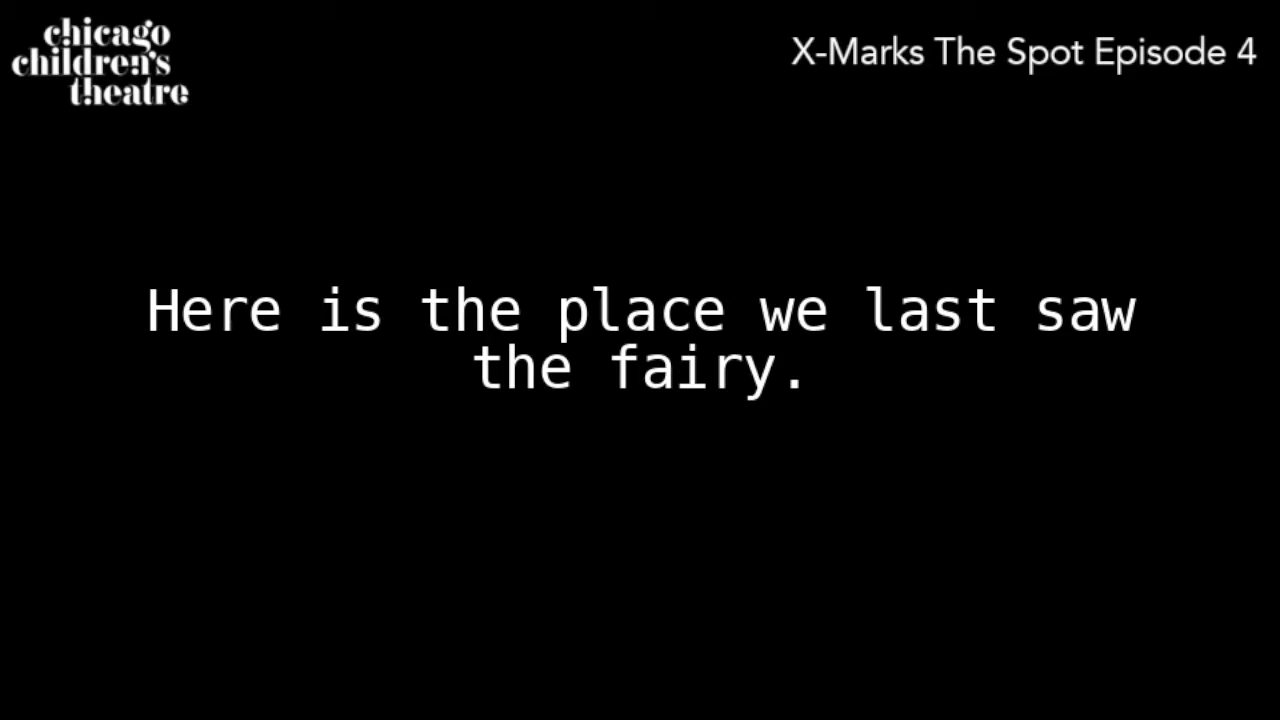 chicago
children's
theatre
X-Marks The Spot Episode 4
Here is the place we last saw
the fairy.